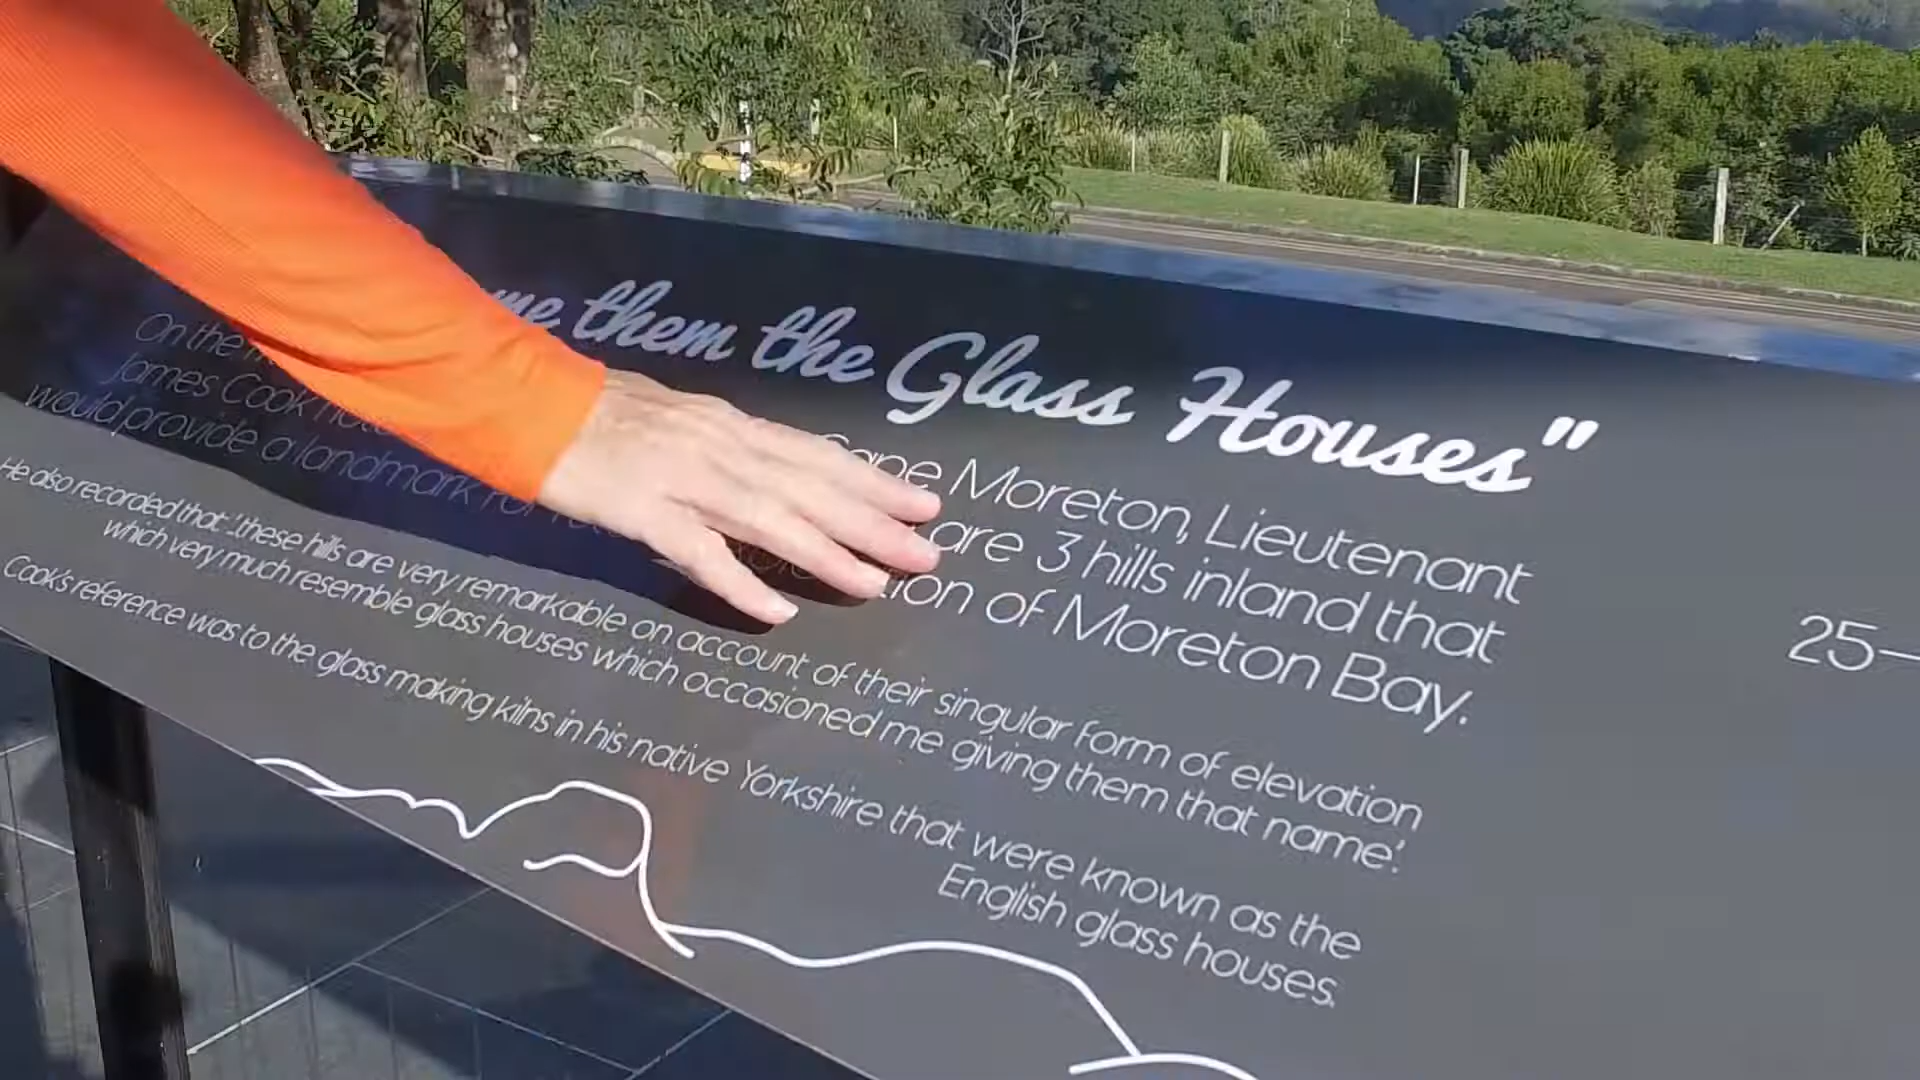 them the Glass Houses"
On the Cape Moreton, Lieutenant
James Cook are 3 hills inland that
would provide a landmark of Moreton Bay.
He also recorded that: 'these hills are very remarkable on account of their singular form of elevation
which very much resemble glass houses which occasioned me giving them that name'.
Cook's reference was to the glass making kilns in his native Yorkshire that were known as the
English glass houses.
25–